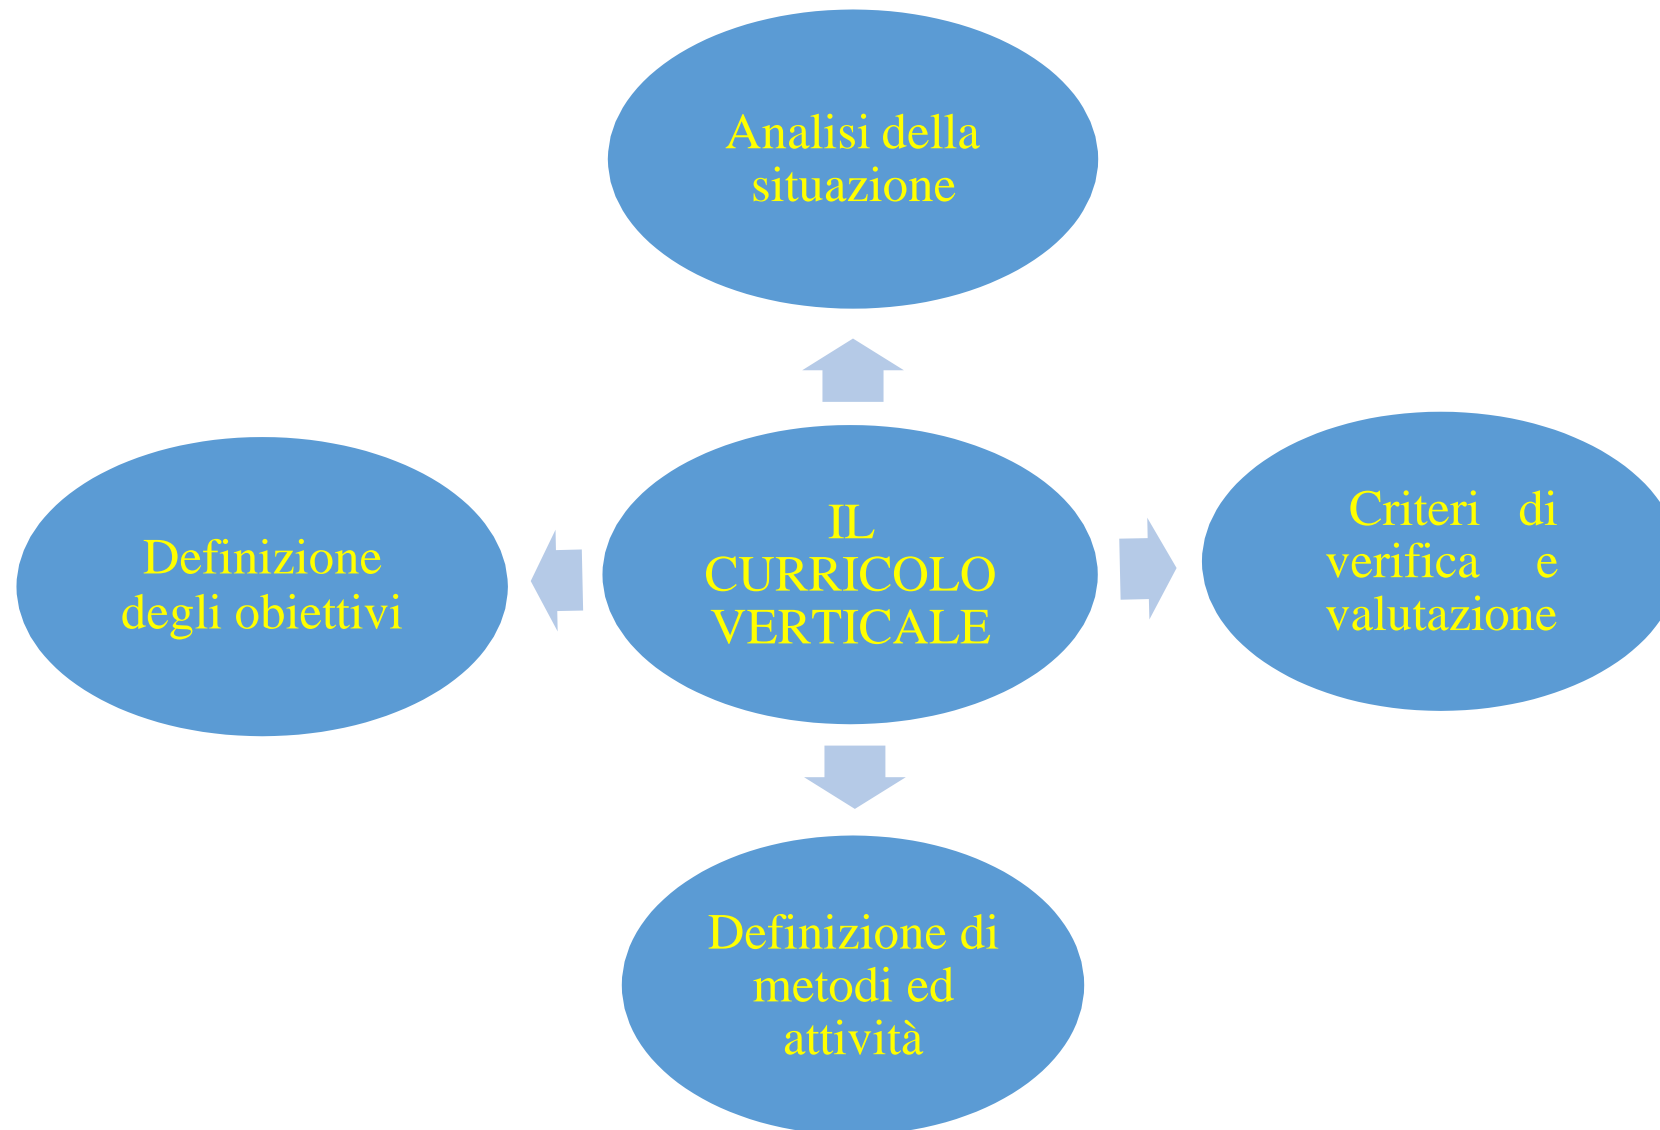 Analisi della
situazione
IL
CURRICOLO
VERTICALE
Criteri di
verifica e
valutazione
Definizione
degli obiettivi
Definizione di
metodi ed
attività